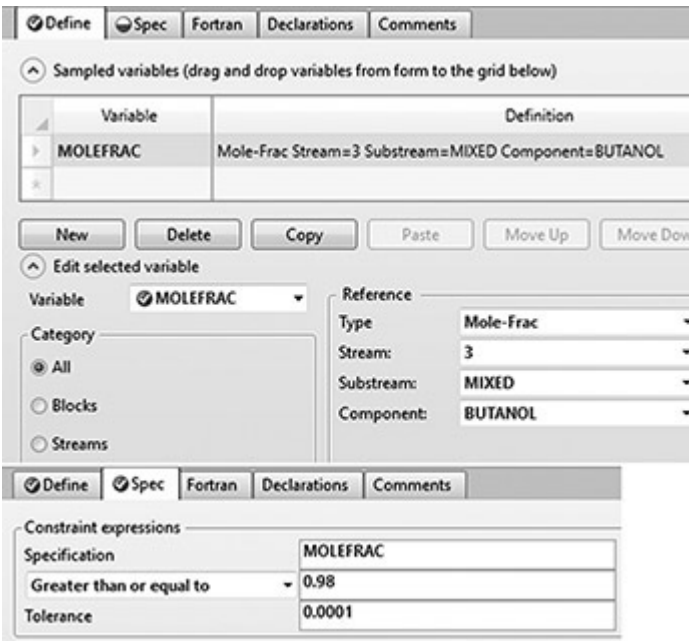 Define Spec Fortran Declarations Comments
Sampled variables (drag and drop variables from form to the grid below)
Variable Definition
MOLEFRAC Mole-Frac Stream=3 Substream=MIXED Component=BUTANOL
New Delete Copy Paste Move Up Move Dow
Edit selected variable
Variable MOLEFRAC
Category
All
Blocks
Streams
Reference
Type Mole-Frac
Stream: 3
Substream: MIXED
Component: BUTANOL
Define Spec Fortran Declarations Comments
Constraint expressions
Specification MOLEFRAC
Greater than or equal to 0.98
Tolerance 0.0001